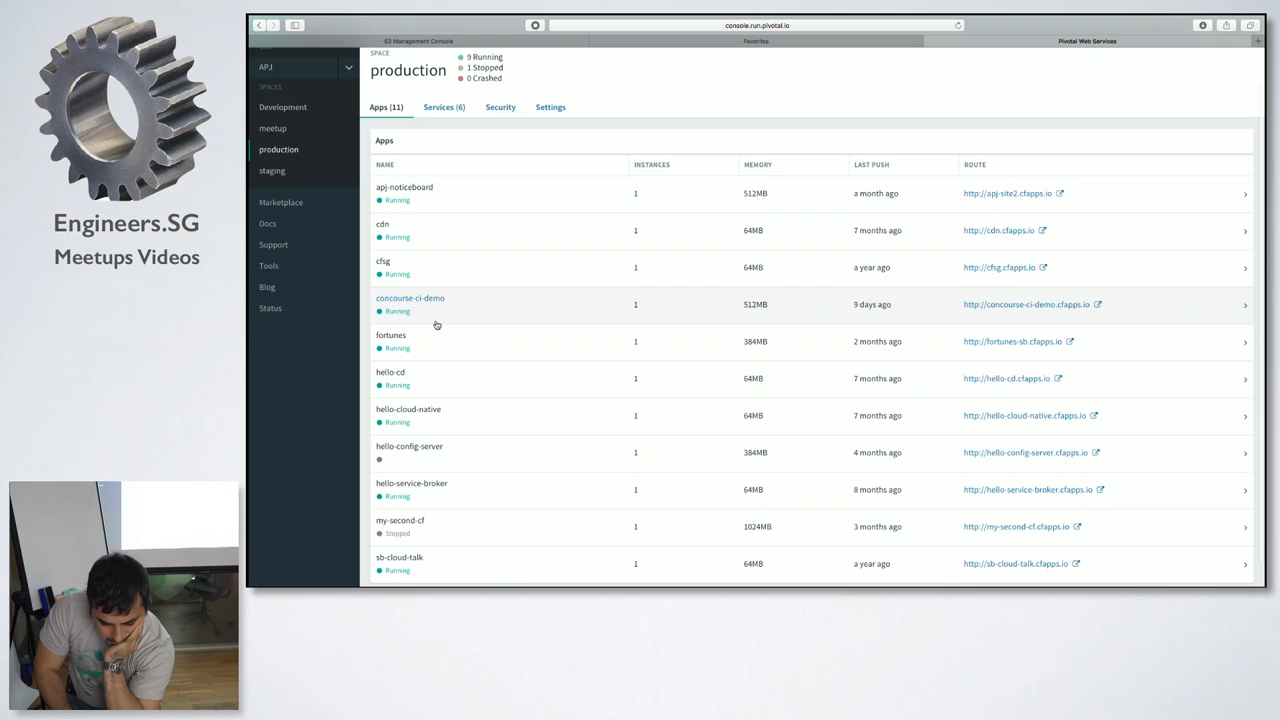 console.run.pivotal.io
S3 Management Console
Favorites
Pivotal Web Services
APJ
SPACES
Development
meetup
production
staging
Marketplace
Docs
Support
Tools
Blog
Status
SPACE
production
9 Running
1 Stopped
0 Crashed
Apps (11)
Services (6)
Security
Settings
Apps
NAME INSTANCES MEMORY LAST PUSH ROUTE
apj-noticeboard
Running
1 512MB a month ago http://apj-site2.cfapps.io
cdn
Running
1 64MB 7 months ago http://cdn.cfapps.io
cfsg
Running
1 64MB a year ago http://cfsg.cfapps.io
concourse-ci-demo
Running
1 512MB 9 days ago http://concourse-ci-demo.cfapps.io
fortunes
Running
1 384MB 2 months ago http://fortunes-sb.cfapps.io
hello-cd
Running
1 64MB 7 months ago http://hello-cd.cfapps.io
hello-cloud-native
Running
1 64MB 7 months ago http://hello-cloud-native.cfapps.io
hello-config-server
1 384MB 4 months ago http://hello-config-server.cfapps.io
hello-service-broker
Running
1 64MB 8 months ago http://hello-service-broker.cfapps.io
my-second-cf
Stopped
1 1024MB 3 months ago http://my-second-cf.cfapps.io
sb-cloud-talk
Running
1 64MB a year ago http://sb-cloud-talk.cfapps.io
Engineers.SG
Meetups Videos